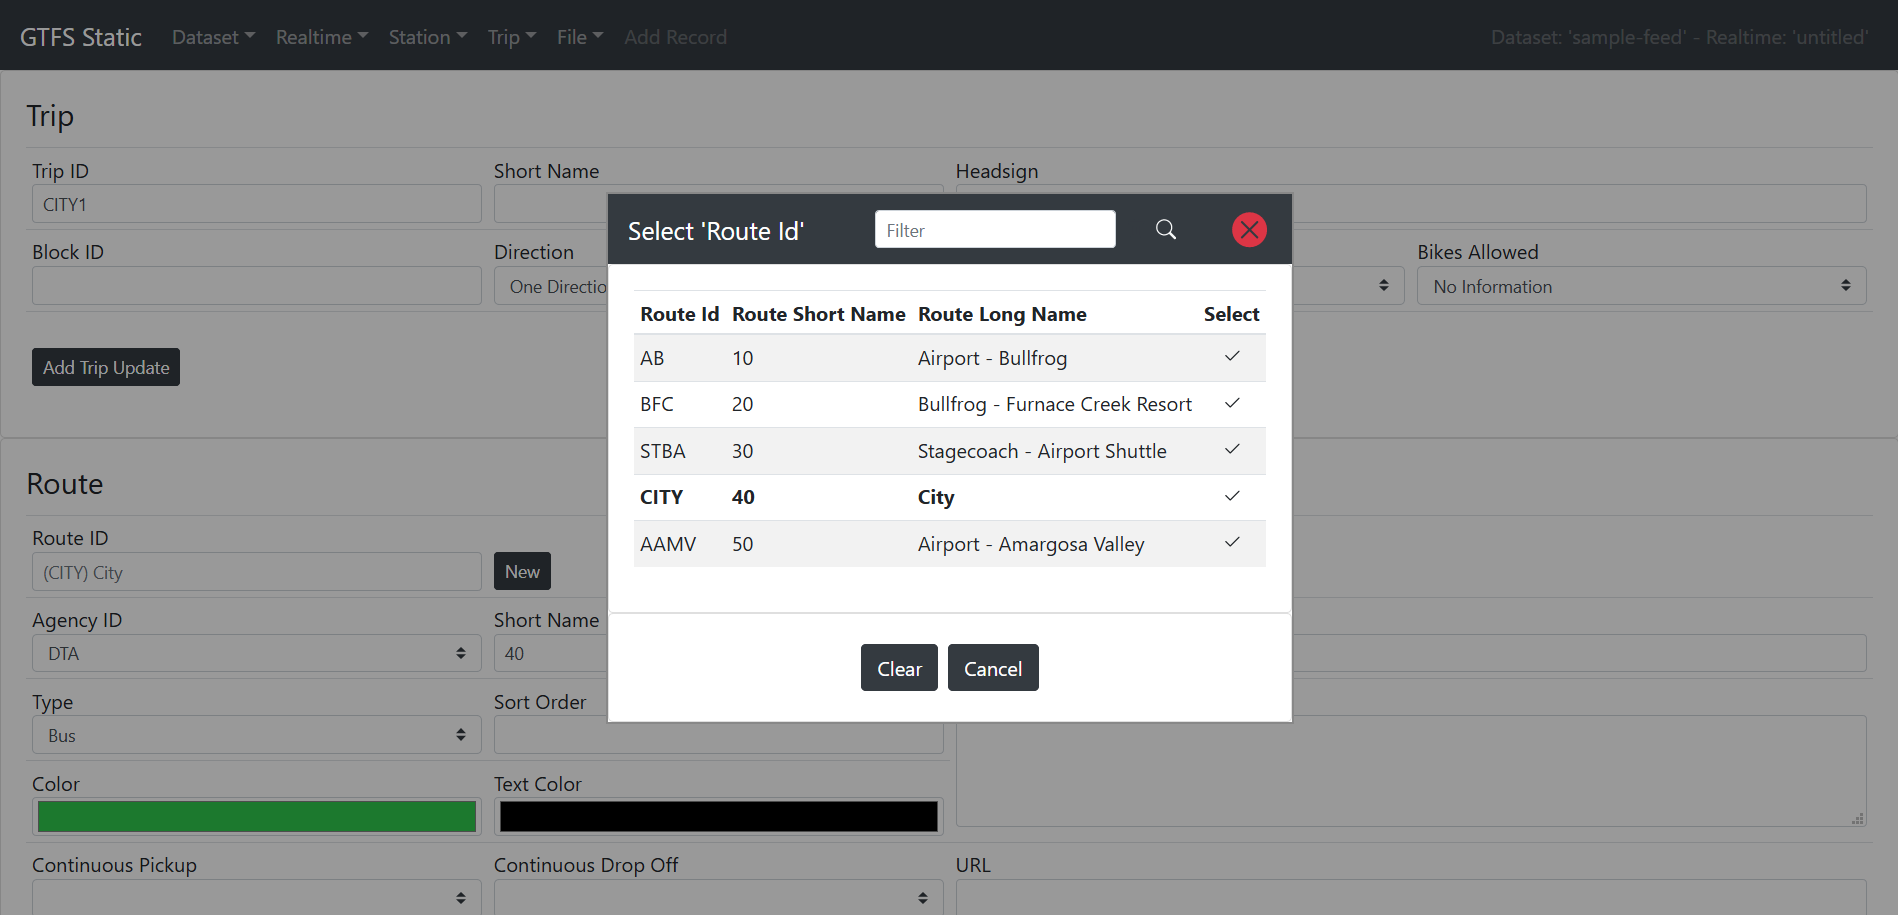 GTFS Static Dataset Realtime Station Trip File Add Record Dataset: 'sample-feed' - Realtime: 'untitled'
Trip
Trip ID Short Name Headsign
CITY1
Block ID Direction Bikes Allowed
One Directio No Information
Add Trip Update
Select 'Route Id' Filter
Route Id Route Short Name Route Long Name Select
AB 10 Airport - Bullfrog
BFC 20 Bullfrog - Furnace Creek Resort
STBA 30 Stagecoach - Airport Shuttle
CITY 40 City
AAMV 50 Airport - Amargosa Valley
Clear Cancel
Route
Route ID
(CITY) City New
Agency ID Short Name
DTA 40
Type Sort Order
Bus
Color Text Color
Continuous Pickup Continuous Drop Off URL